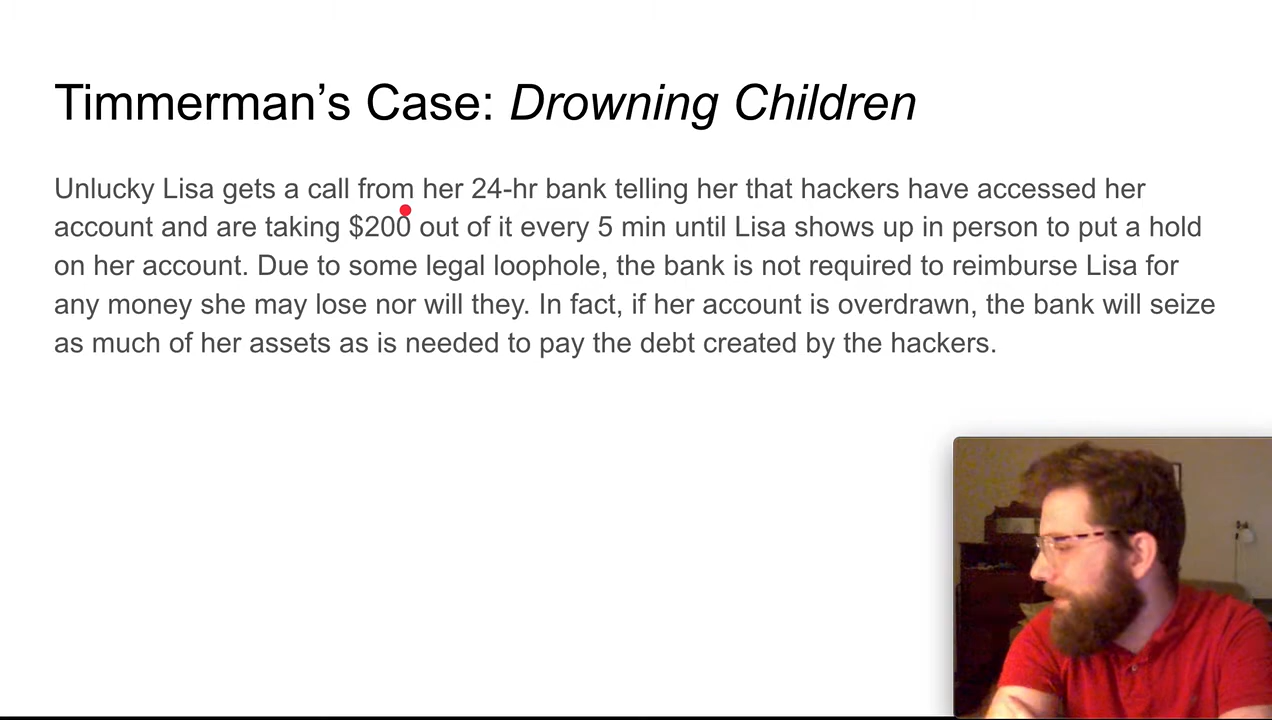 Timmerman’s Case: Drowning Children
Unlucky Lisa gets a call from her 24-hr bank telling her that hackers have accessed her
account and are taking $200 out of it every 5 min until Lisa shows up in person to put a hold
on her account. Due to some legal loophole, the bank is not required to reimburse Lisa for
any money she may lose nor will they. In fact, if her account is overdrawn, the bank will seize
as much of her assets as is needed to pay the debt created by the hackers.